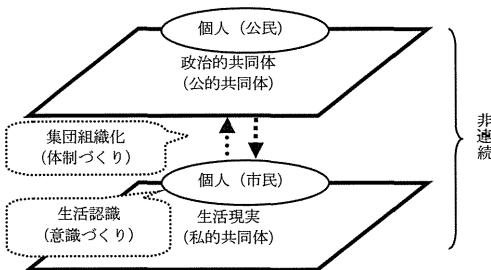 個人（公民）
政治的共同体
（公的共同体）
集団組織化
（体制づくり）
個人（市民）
生活認識
（意識づくり）
生活現実
（私的共同体）
非連続